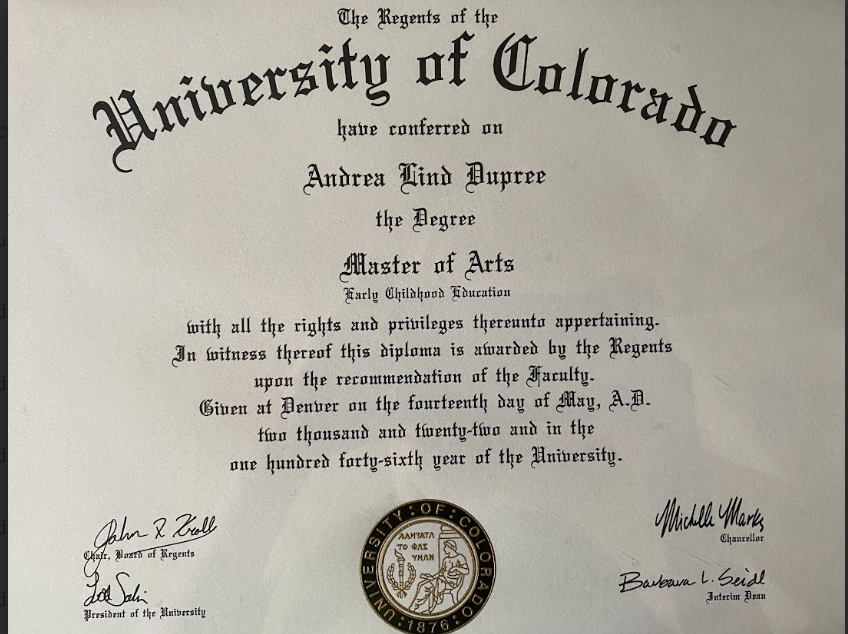 The Regents of the
University of Colorado
have conferred on
Andrea Lind Dupree
the Degree
Master of Arts
Early Childhood Education
with all the rights and privileges thereunto appertaining.
In witness thereof this diploma is awarded by the Regents
upon the recommendation of the Faculty.
Given at Denver on the fourteenth day of May, A.D.
two thousand and twenty-two and in the
one hundred forty-sixth year of the University.
Chair, Board of Regents
President of the University
UNIVERSITY OF COLORADO
1876
Michelle Marks
Chancellor
Barbara L. Seidl
Interim Dean